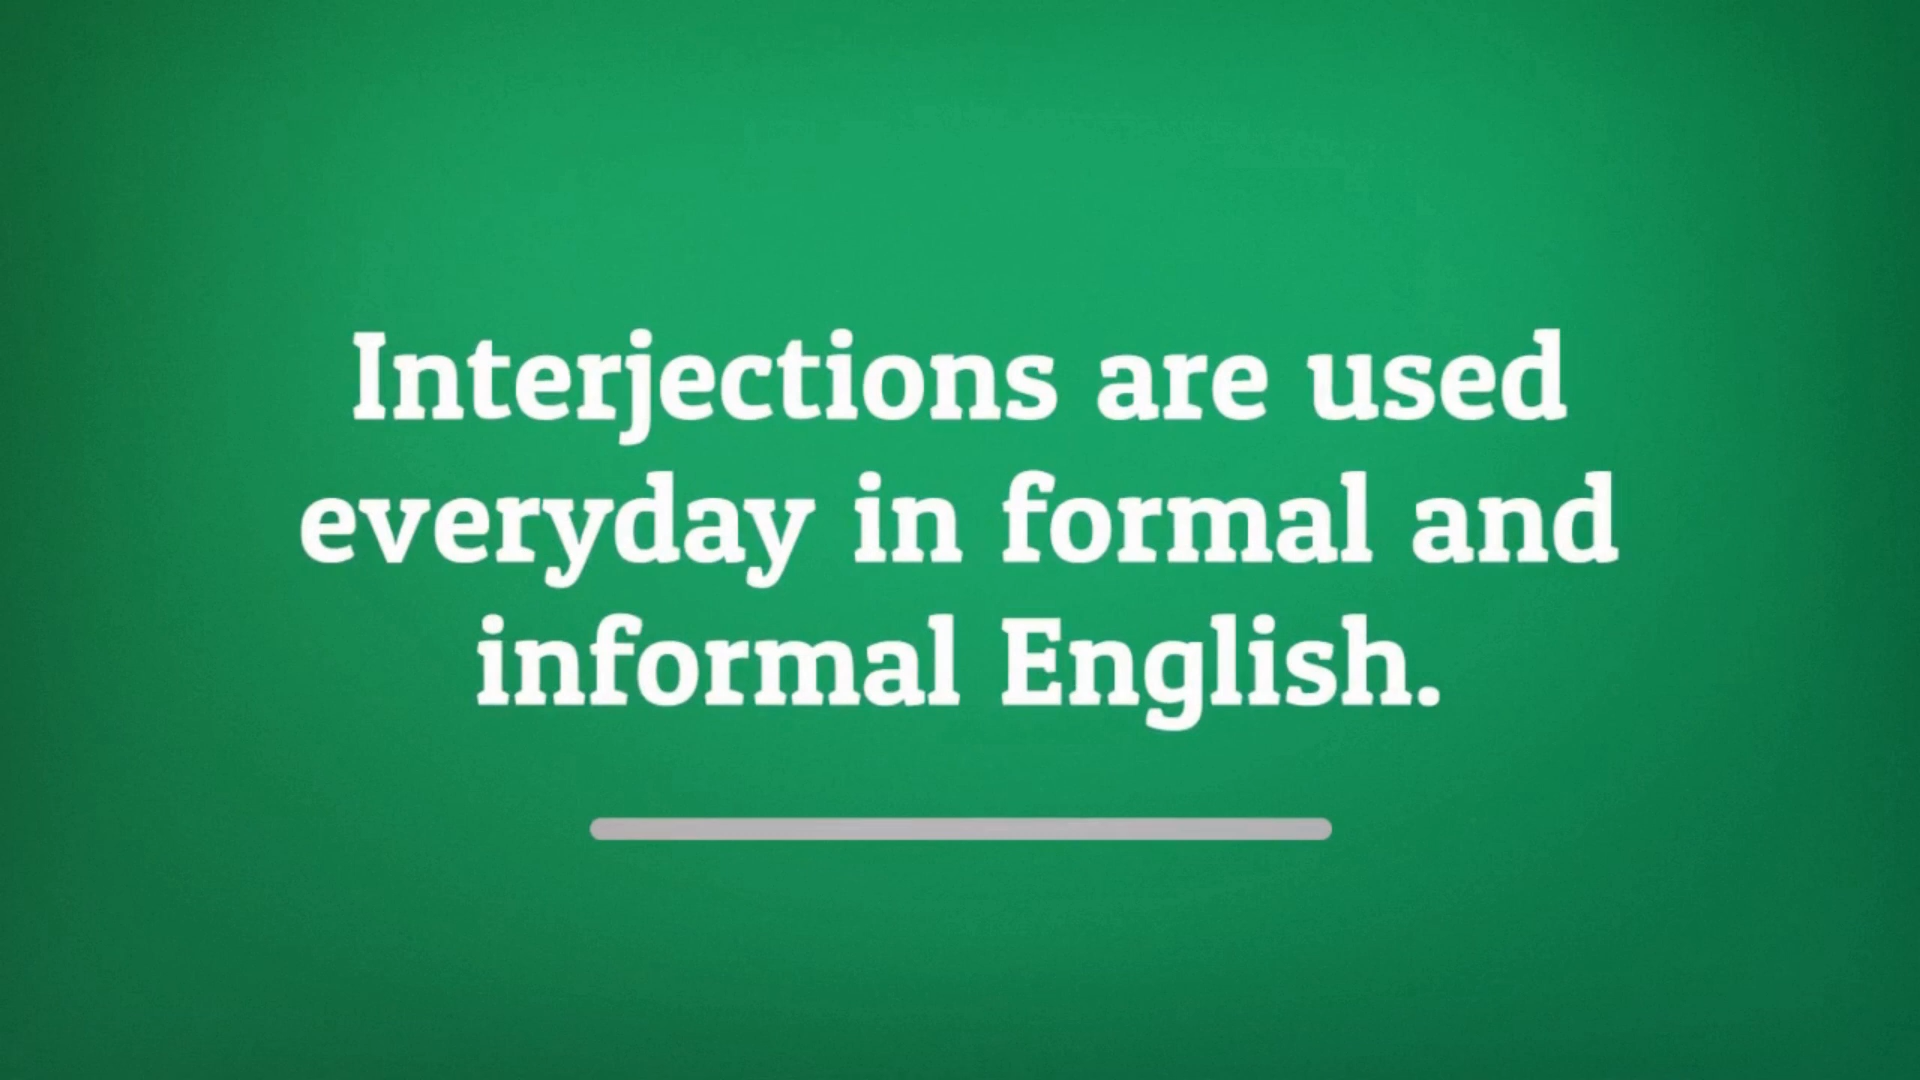 Interjections are used
everyday in formal and
informal English.